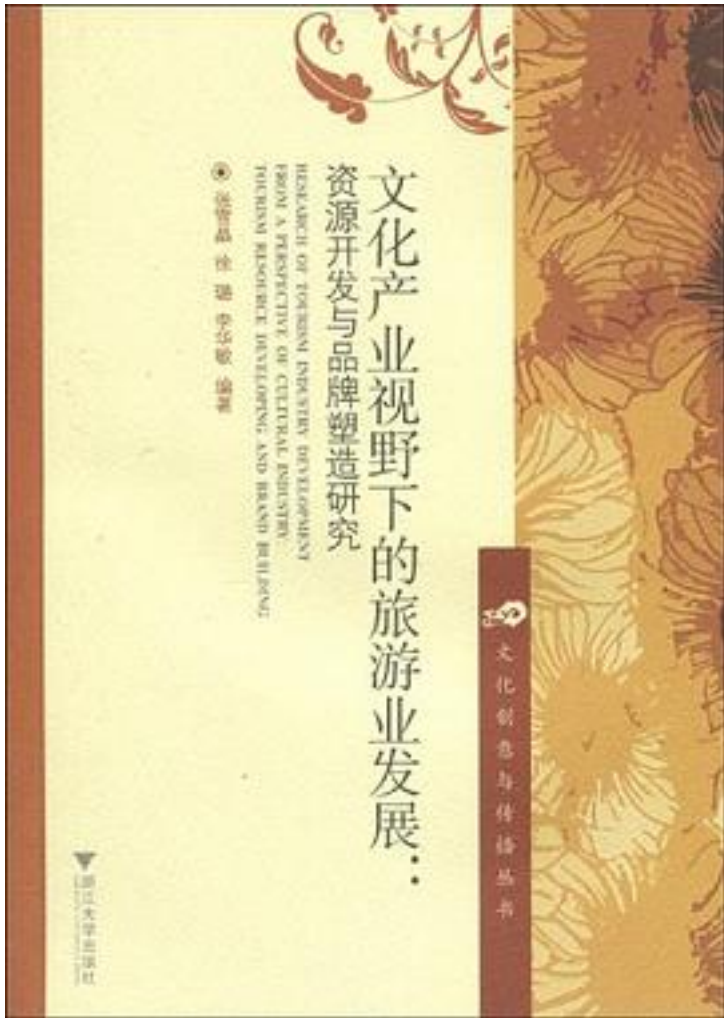 文化创意与传播丛书
文化产业视野下的旅游业发展：
资源开发与品牌塑造研究
RESEARCH OF TOURISM INDUSTRY DEVELOPMENT
FROM A PERSPECTIVE OF CULTURAL INDUSTRY
TOURISM RESOURCE DEVELOPING AND BRAND BUILDING
张雪晶 徐璐 李华敏 编著
浙江大学出版社